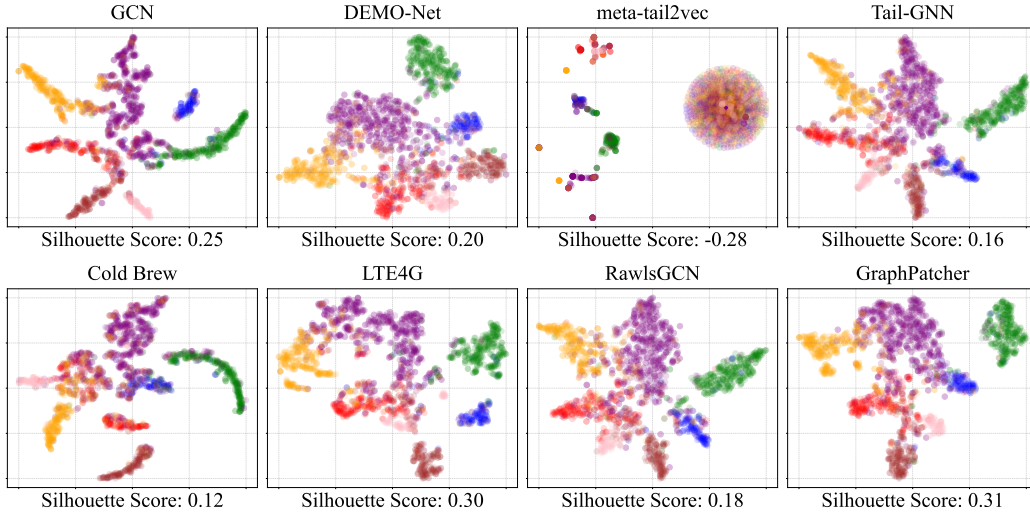 GCN
DEMO-Net
meta-tail2vec
Tail-GNN
Silhouette Score: 0.25
Silhouette Score: 0.20
Silhouette Score: -0.28
Silhouette Score: 0.16
Cold Brew
LTE4G
RawlsGCN
GraphPatcher
Silhouette Score: 0.12
Silhouette Score: 0.30
Silhouette Score: 0.18
Silhouette Score: 0.31